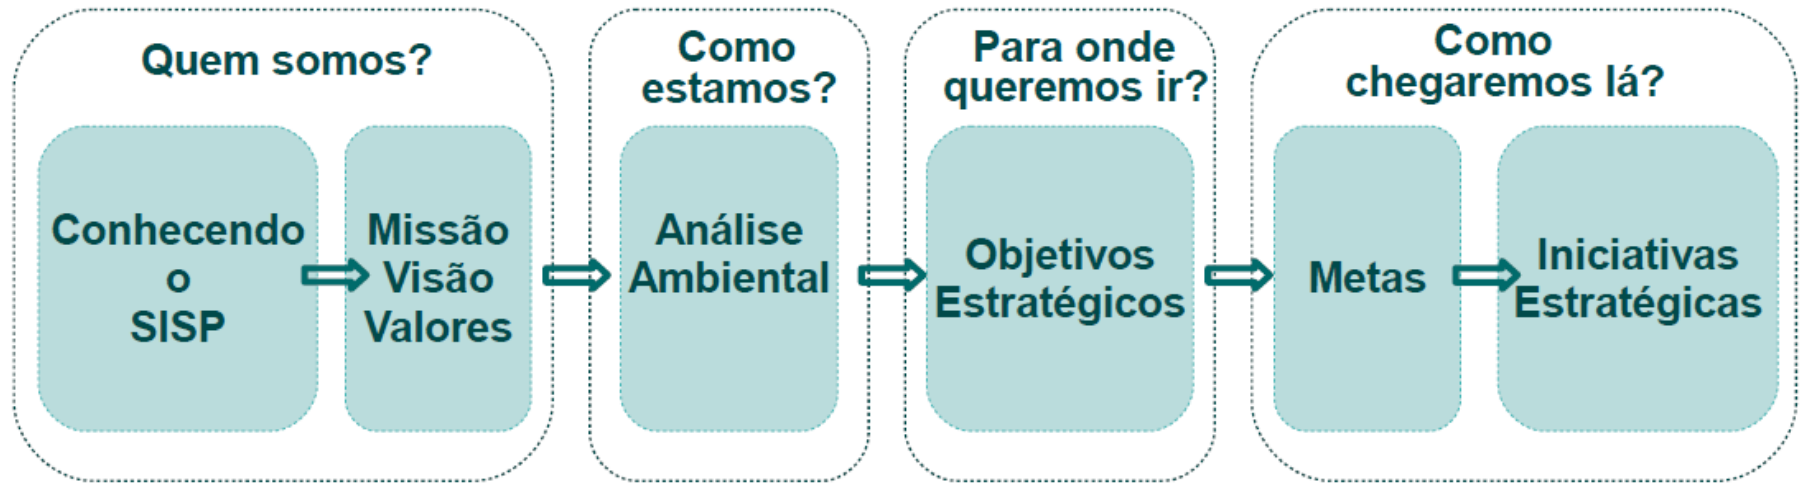 Quem somos?
Conhecendo
o
SISP
Missão
Visão
Valores
Como
estamos?
Análise
Ambiental
Para onde
queremos ir?
Objetivos
Estratégicos
Como
chegaremos lá?
Metas
Iniciativas
Estratégicas